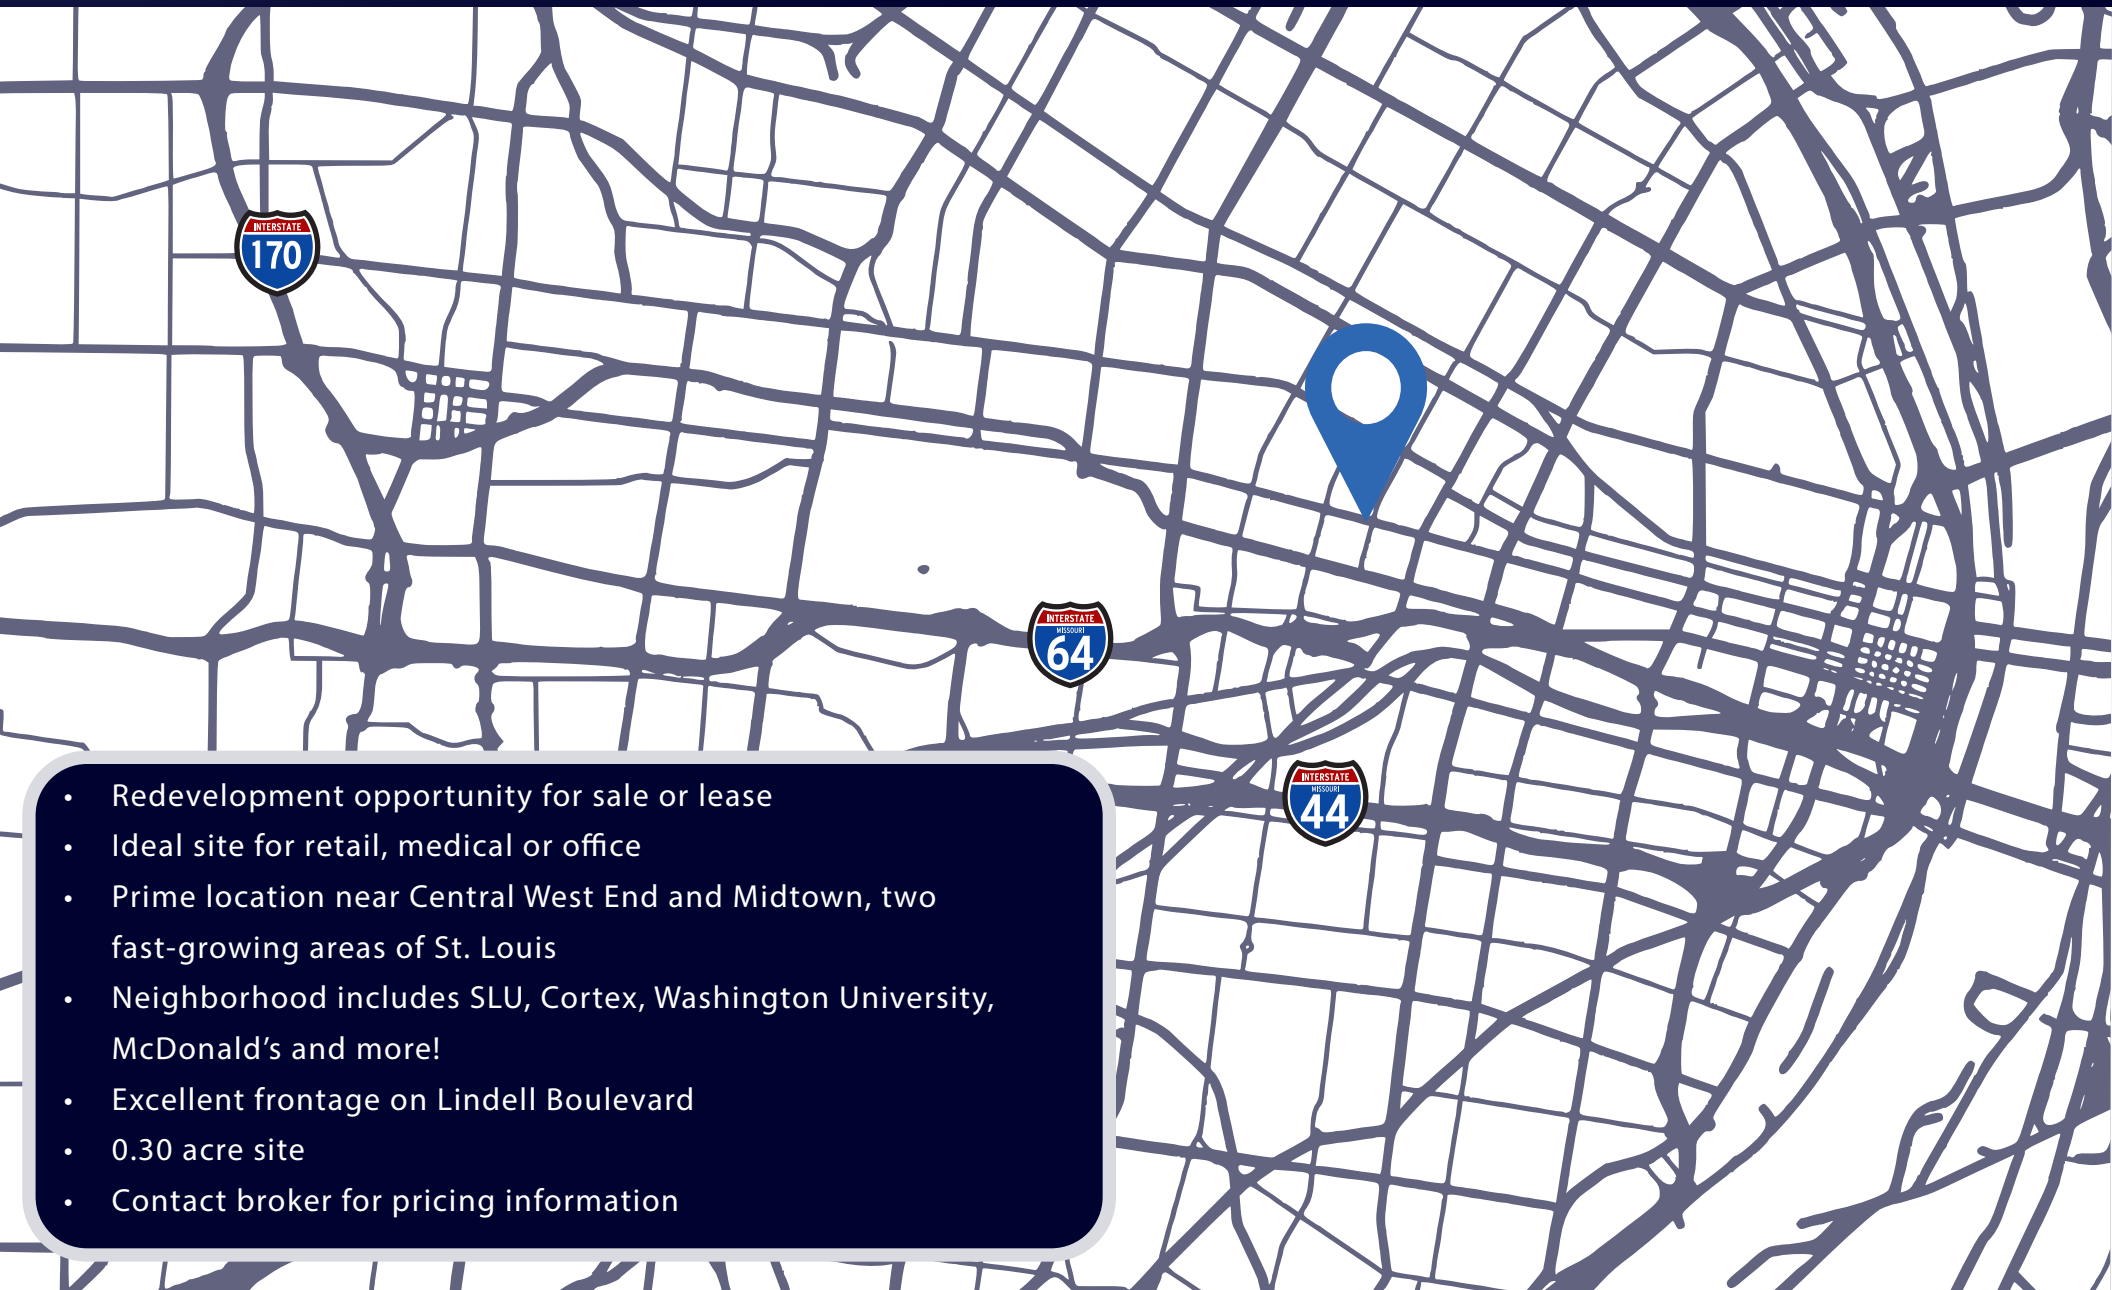 INTERSTATE
170
INTERSTATE
MISSOURI
64
INTERSTATE
MISSOURI
44
• Redevelopment opportunity for sale or lease
• Ideal site for retail, medical or office
• Prime location near Central West End and Midtown, two
fast-growing areas of St. Louis
• Neighborhood includes SLU, Cortex, Washington University,
McDonald’s and more!
• Excellent frontage on Lindell Boulevard
• 0.30 acre site
• Contact broker for pricing information